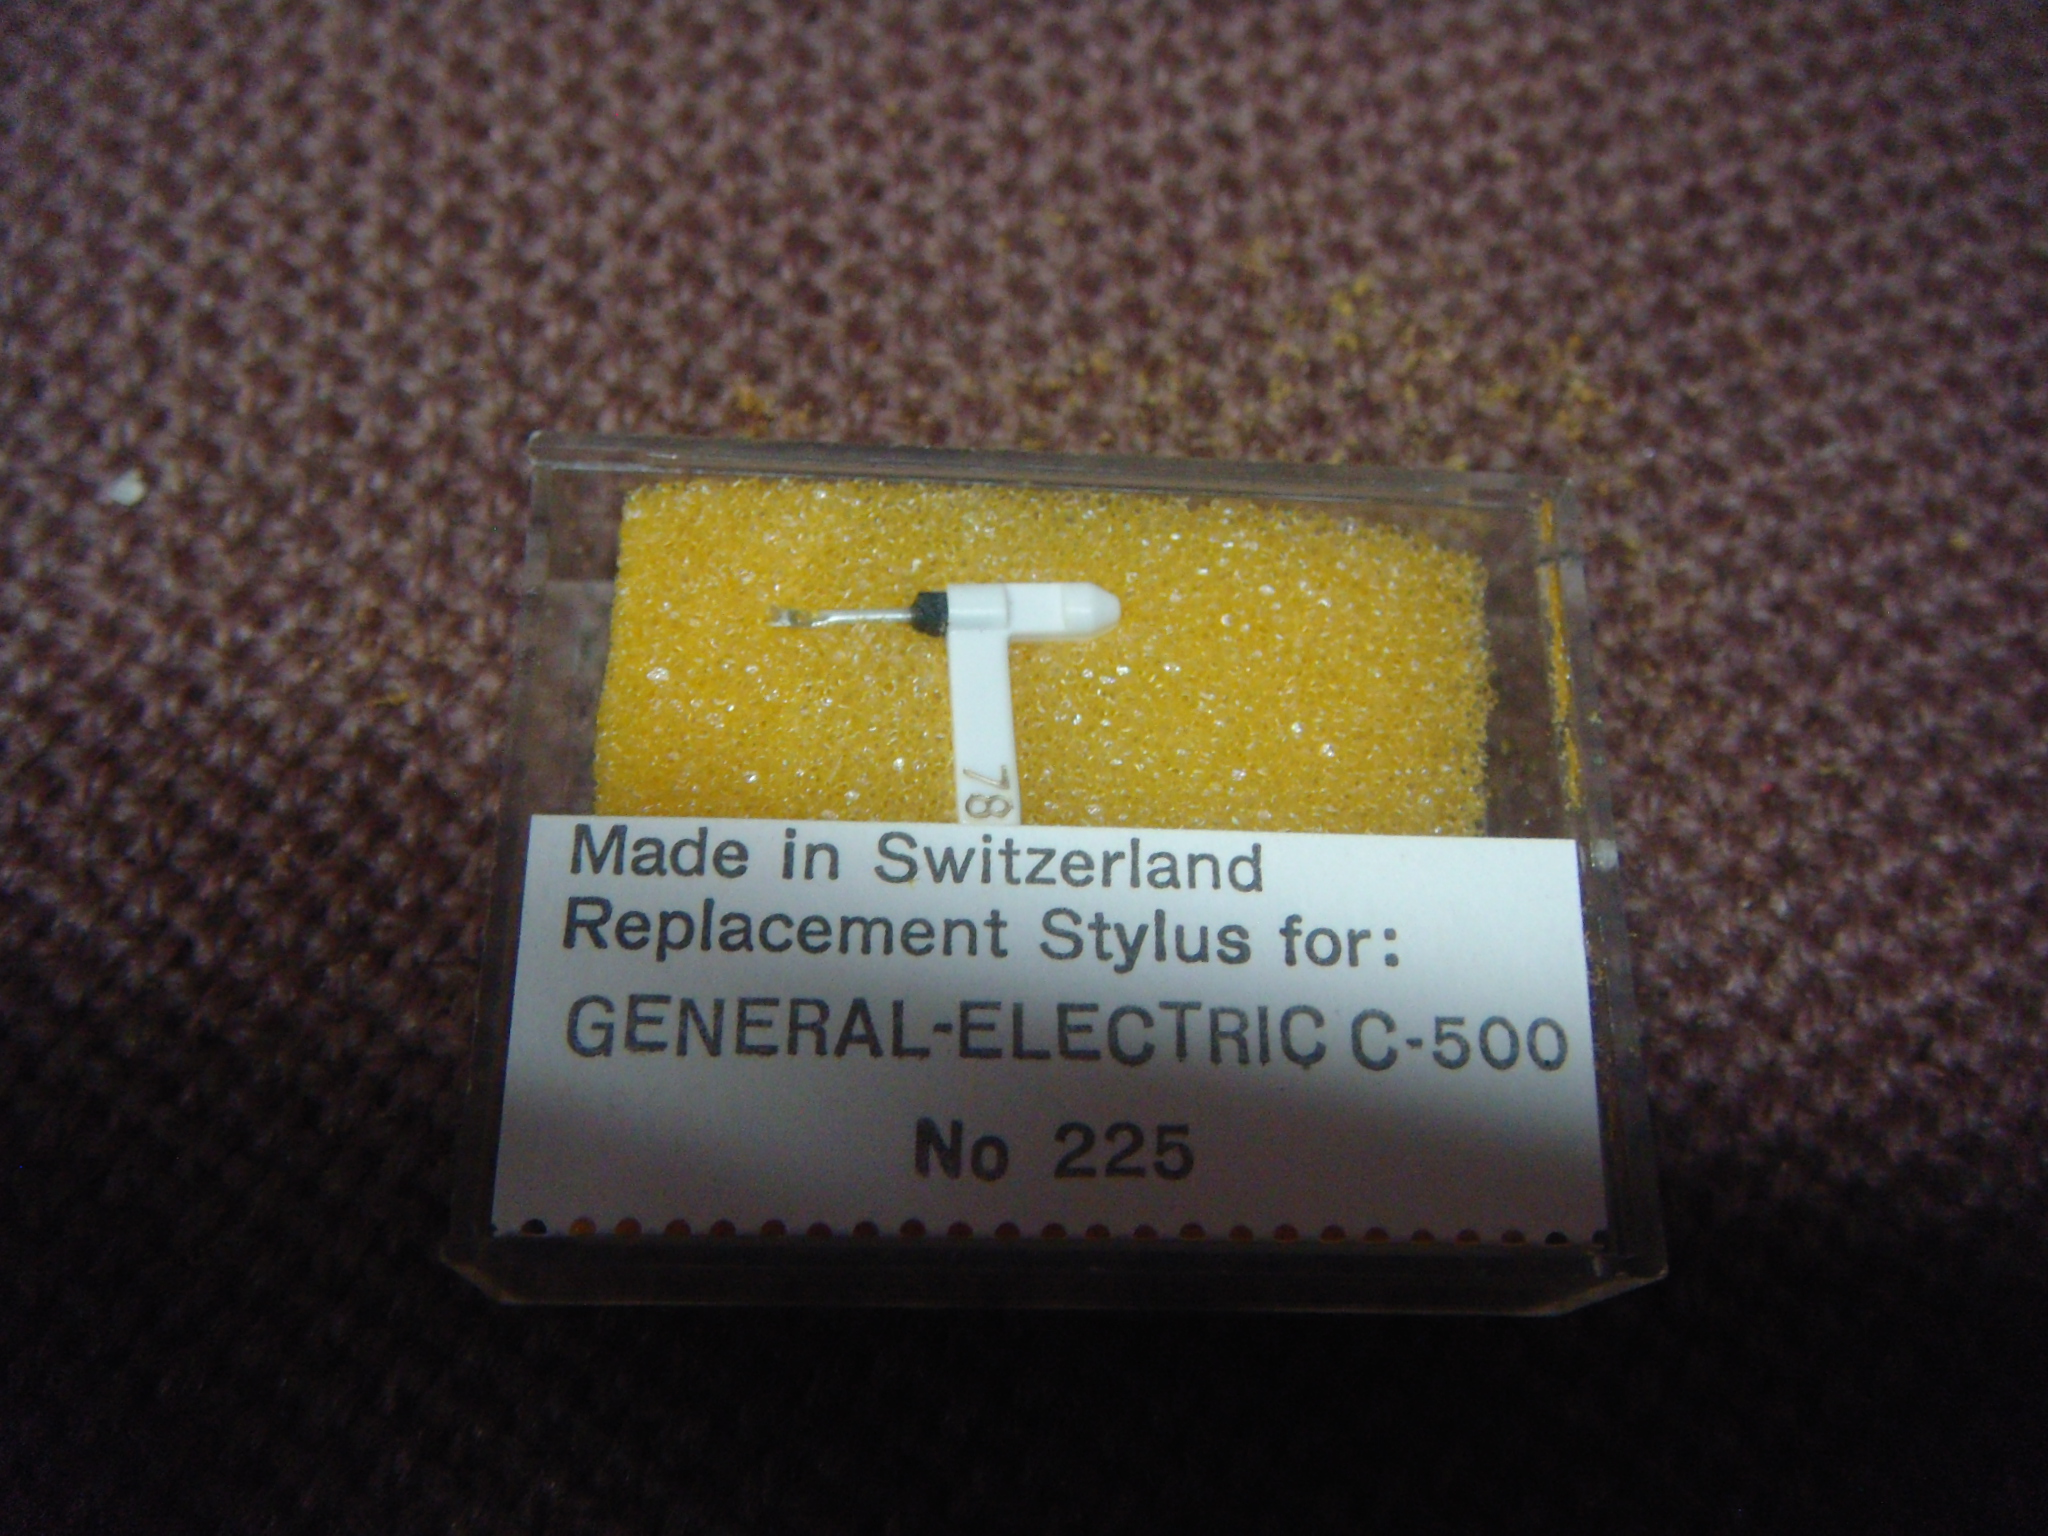 78
Made in Switzerland
Replacement Stylus for:
GENERAL-ELECTRIC C-500
No 225